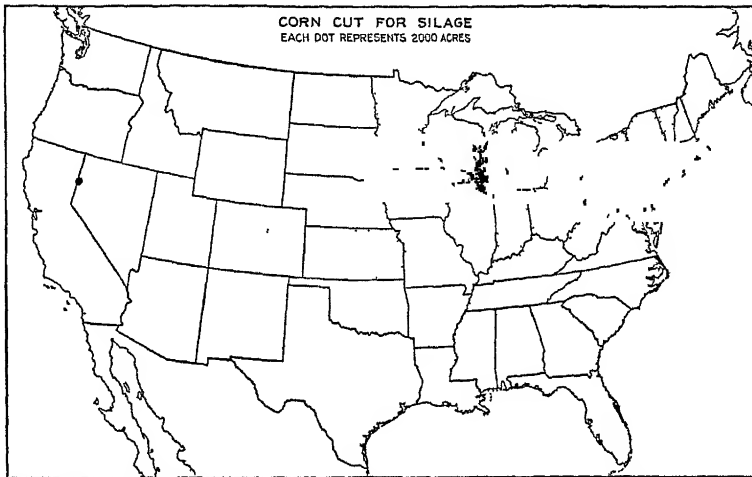 CORN CUT FOR SILAGE
EACH DOT REPRESENTS 2000 ACRES